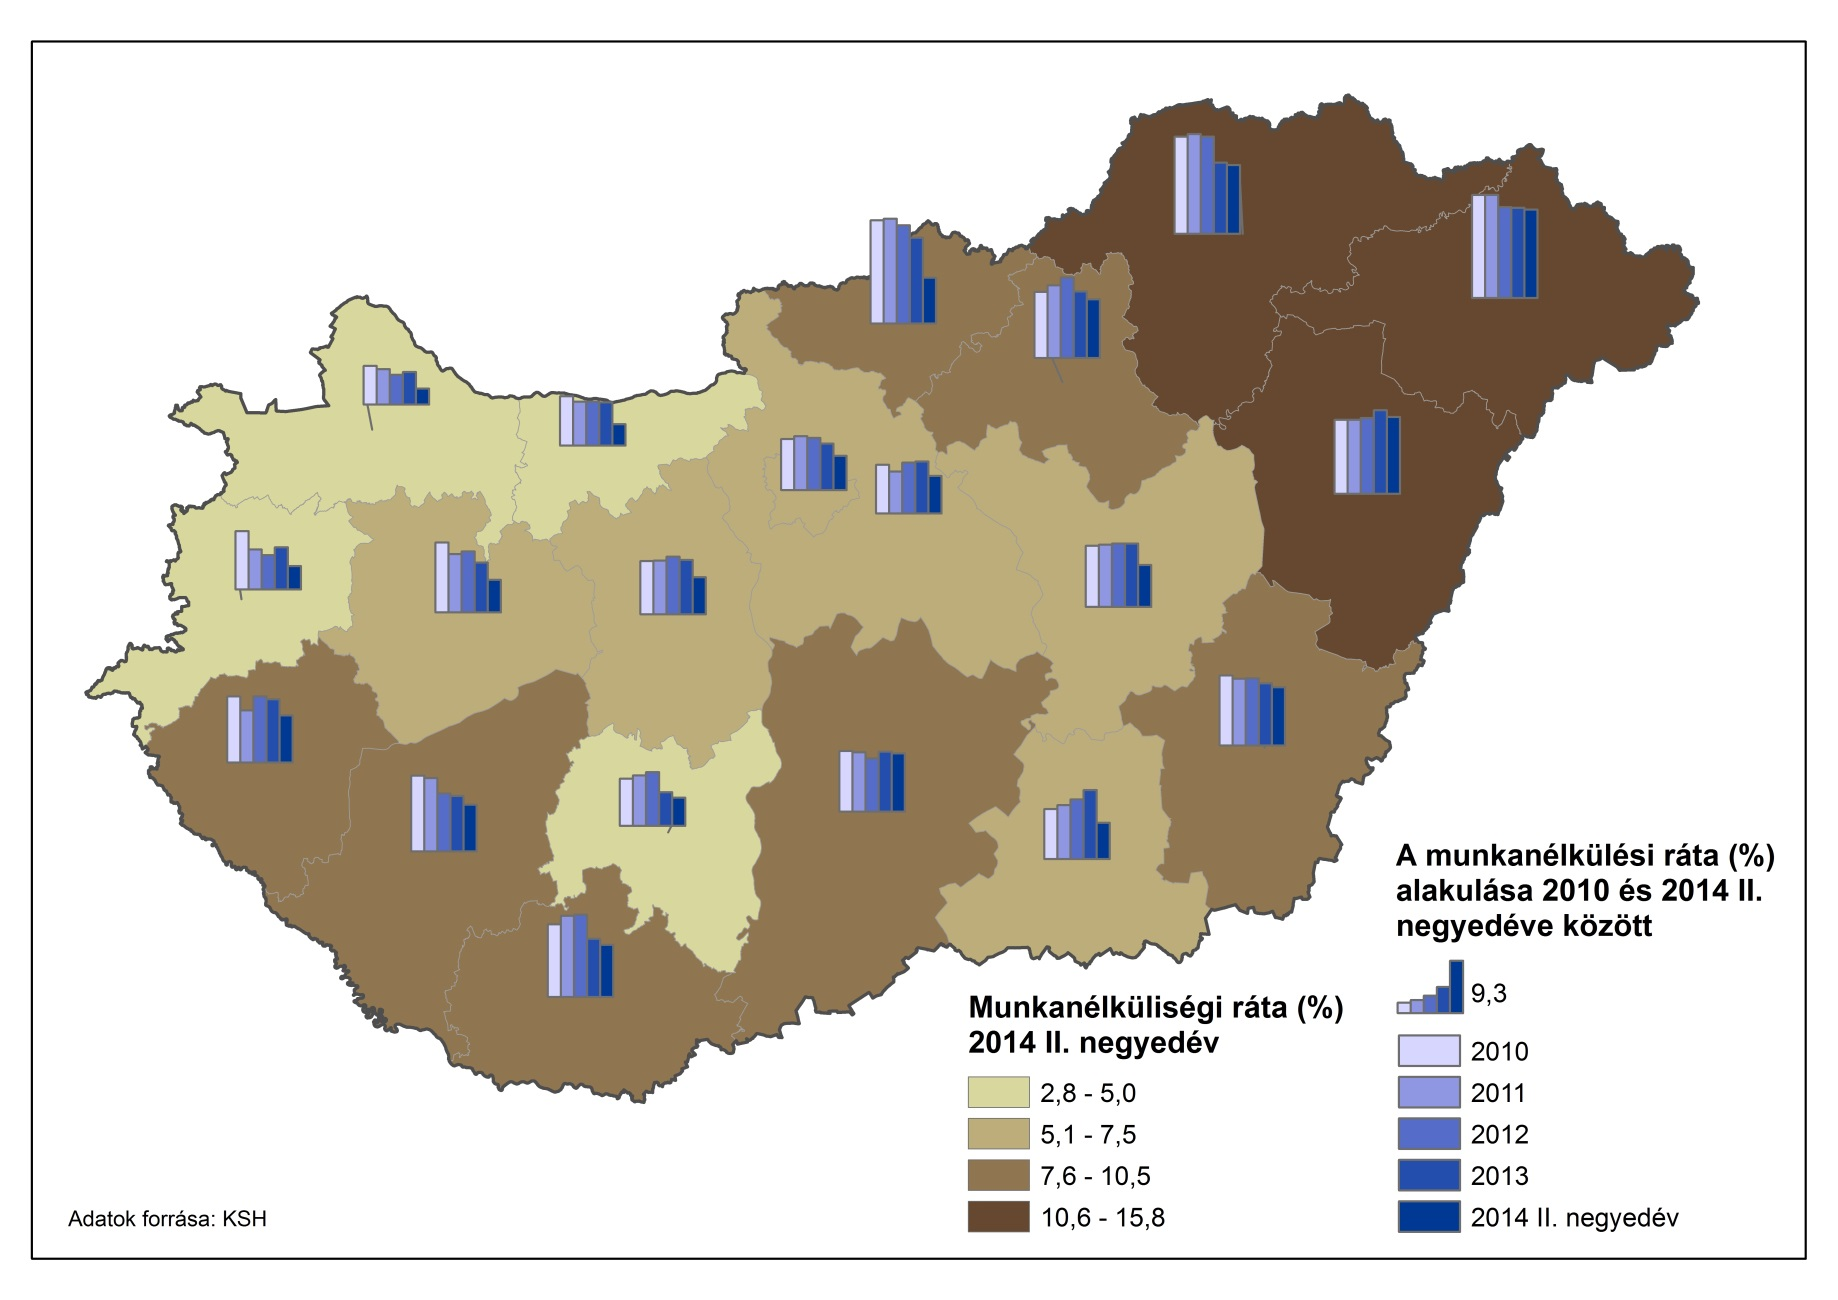 A munkanélkülési ráta (%)
alakulása 2010 és 2014 II.
negyedéve között
9,3
2010
2011
2012
2013
2014 II. negyedév
Munkanélküliségi ráta (%)
2014 II. negyedév
2,8 - 5,0
5,1 - 7,5
7,6 - 10,5
10,6 - 15,8
Adatok forrása: KSH